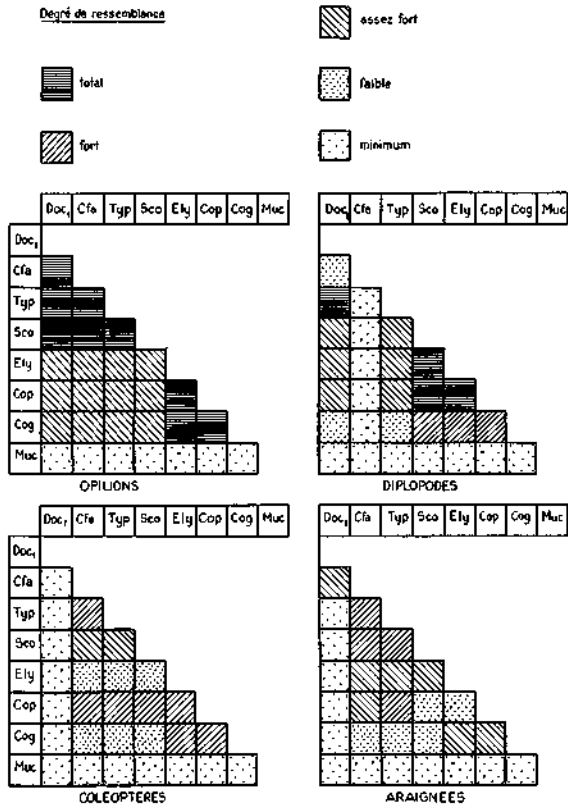 Degré de ressemblance
total
fort
assez fort
faible
minimum
Doc₁ Cfa Typ Sco Ely Cop Cog Muc
Doc₁
Cfa
Typ
Sco
Ely
Cop
Cog
Muc
OPILIONS
Doc₁ Cfa Typ Sco Ely Cop Cog Muc
DIPLOPODES
Doc₁ Cfa Typ Sco Ely Cop Cog Muc
Doc₁
Cfa
Typ
Sco
Ely
Cop
Cog
Muc
COLEOPTERES
Doc₁ Cfa Typ Sco Ely Cop Cog Muc
ARAIGNEES